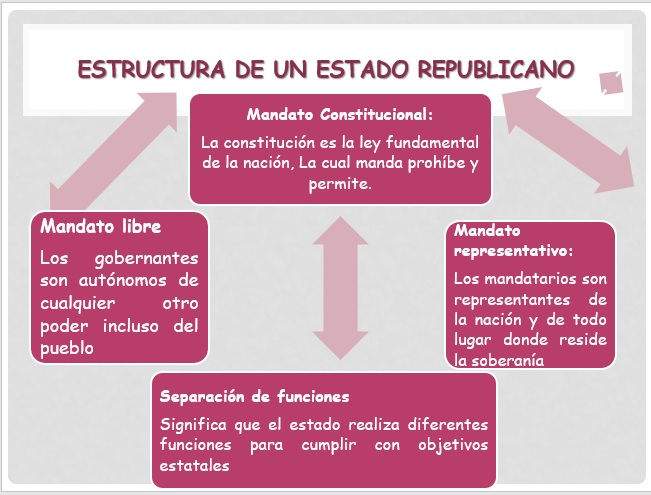 ESTRUCTURA DE UN ESTADO REPUBLICANO
Mandato Constitucional:
La constitución es la ley fundamental
de la nación, La cual manda prohíbe y
permite.
Mandato libre
Los gobernantes
son autónomos de
cualquier otro
poder incluso del
pueblo
Mandato
representativo:
Los mandatarios son
representantes de
la nación y de todo
lugar donde reside
la soberanía
Separación de funciones
Significa que el estado realiza diferentes
funciones para cumplir con objetivos
estatales